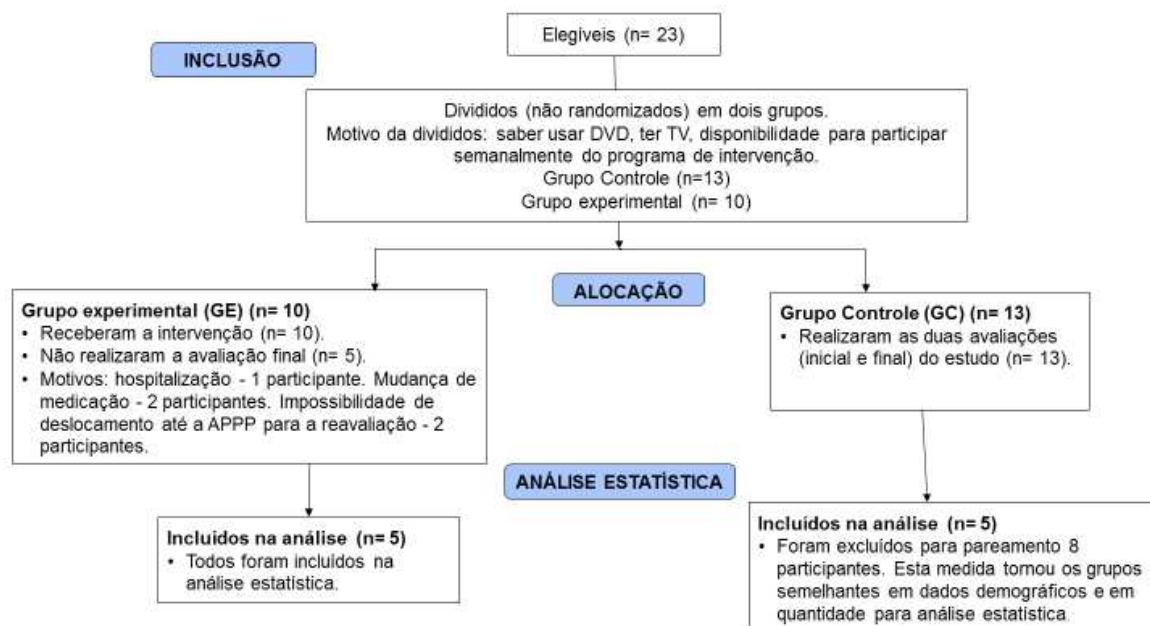 Elegíveis (n= 23)
INCLUSÃO
Divididos (não randomizados) em dois grupos.
Motivo da divididos: saber usar DVD, ter TV, disponibilidade para participar
semanalmente do programa de intervenção.
Grupo Controle (n=13)
Grupo experimental (n= 10)
ALOCAÇÃO
Grupo experimental (GE) (n= 10)
• Receberam a intervenção (n= 10).
• Não realizaram a avaliação final (n= 5).
• Motivos: hospitalização - 1 participante. Mudança de
medicação - 2 participantes. Impossibilidade de
deslocamento até a APPP para a reavaliação - 2
participantes.
Grupo Controle (GC) (n= 13)
• Realizaram as duas avaliações
(inicial e final) do estudo (n= 13).
ANÁLISE ESTATÍSTICA
Incluídos na análise (n= 5)
• Todos foram incluídos na
análise estatística.
Incluídos na análise (n= 5)
• Foram excluídos para pareamento 8
participantes. Esta medida tornou os grupos
semelhantes em dados demográficos e em
quantidade para análise estatística